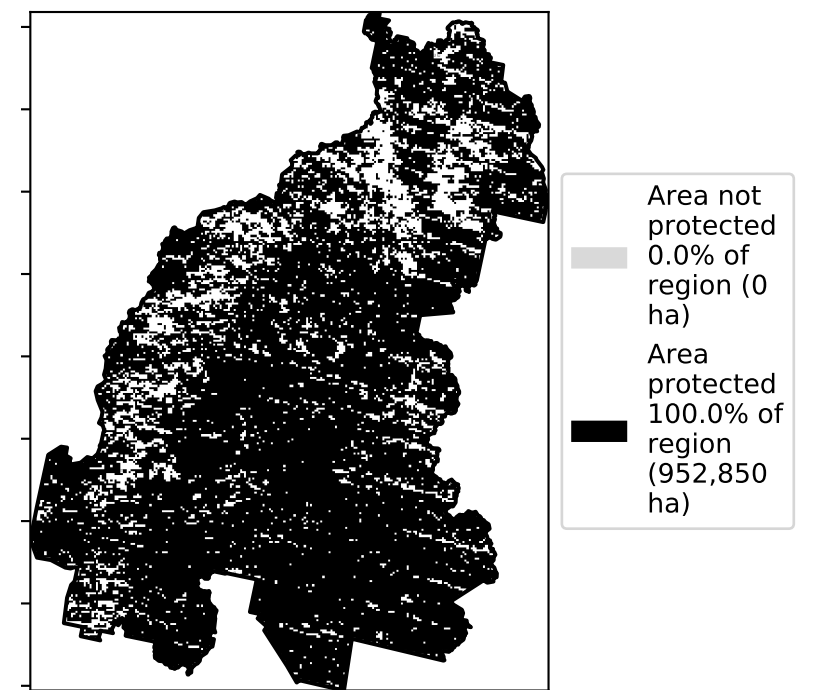 Area not
protected
0.0% of
region (0
ha)
Area
protected
100.0% of
region
(952,850
ha)